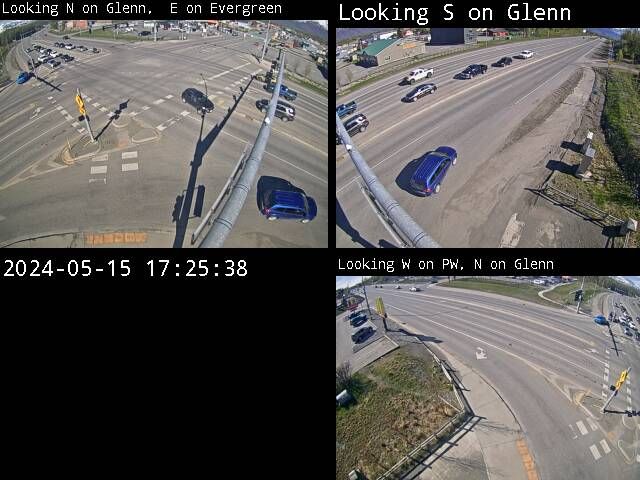 Looking N on Glenn,  E on Evergreen
Looking S on Glenn
2024-05-15 17:25:38
Looking W on PW, N on Glenn